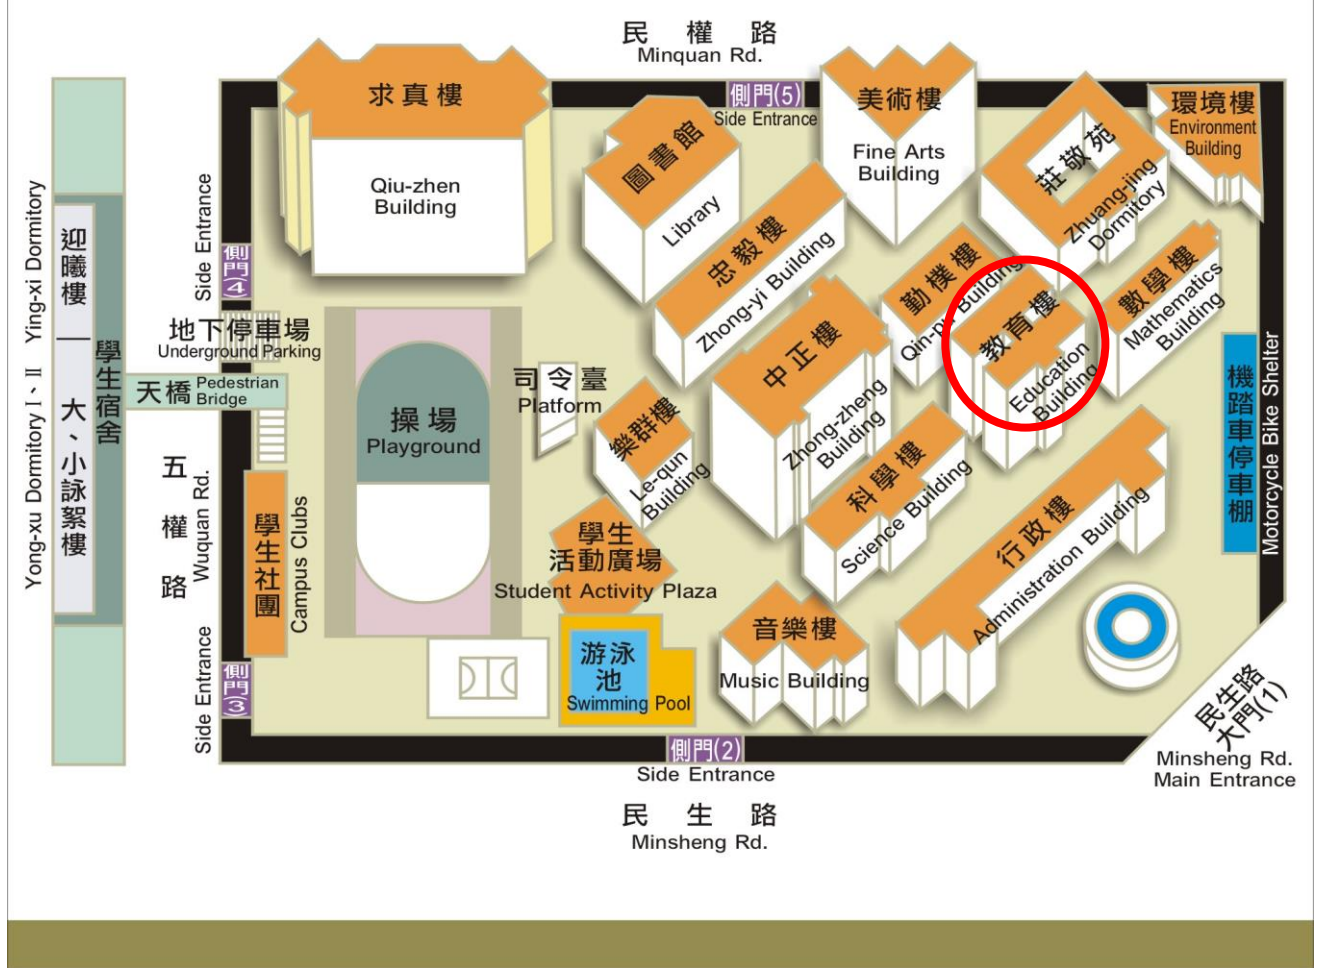 民 權 路
Minquan Rd.
側門(5)
Side Entrance
求真樓
Qiu-zhen
Building
圖書館
Library
忠毅樓
Zhong-yi Building
美術樓
Fine Arts
Building
莊敬苑
Zhuang-jing
Dormitory
環境樓
Environment
Building
勤樸樓
Qin-pu Building
教育樓
Education
Building
數學樓
Mathematics
Building
中正樓
Zhong-zheng
Building
側門(4)
Side Entrance
地下停車場
Underground Parking
天橋
Pedestrian
Bridge
迎曦樓
Ying-xi Dormitory
大、小詠絮樓
Yong-xu Dormitory I、II
學生宿舍
五權路
Wuquan Rd.
學生社團
Campus Clubs
操場
Playground
司令臺
Platform
樂群樓
Le-qun
Building
科學樓
Science Building
行政樓
Administration Building
機踏車停車棚
Motorcycle Bike Shelter
學生
活動廣場
Student Activity Plaza
游泳
池
Swimming Pool
音樂樓
Music Building
側門(3)
Side Entrance
側門(2)
Side Entrance
民生路
大門(1)
Minsheng Rd.
Main Entrance
民 生 路
Minsheng Rd.